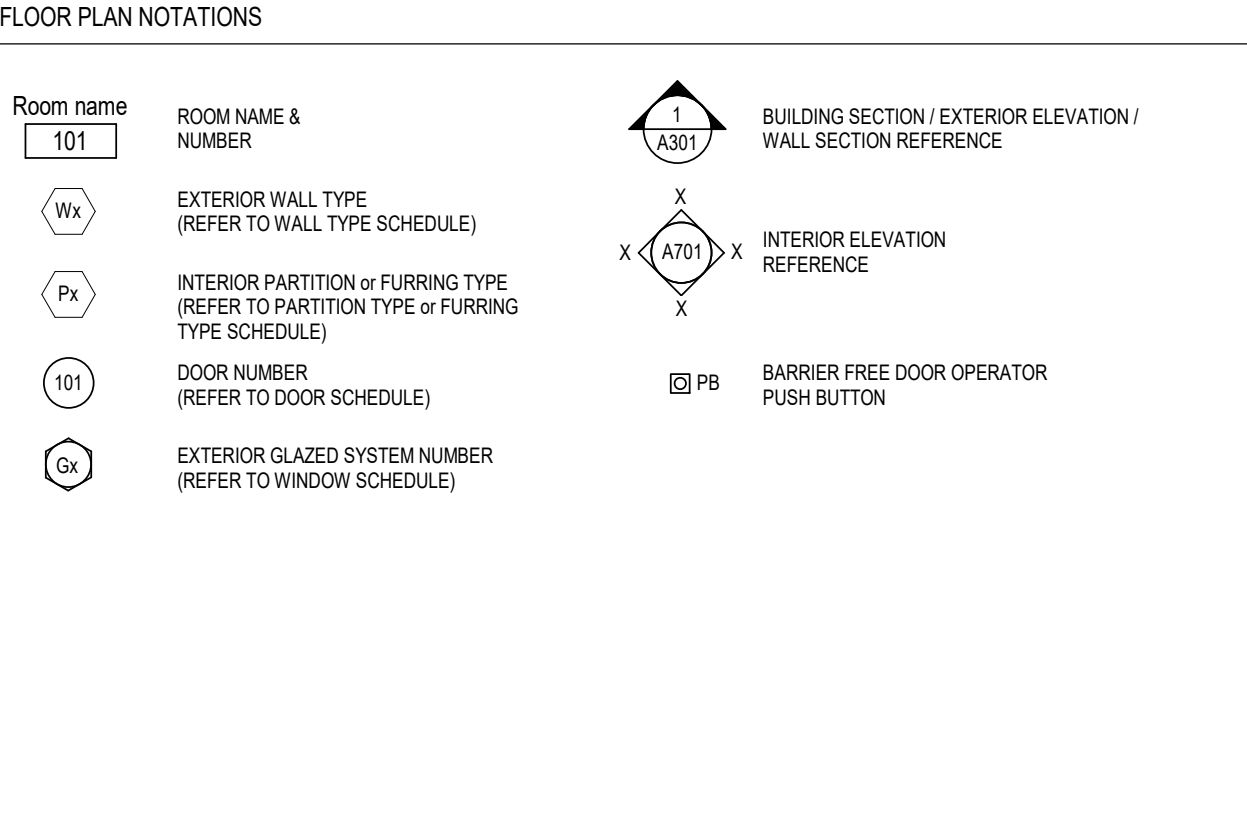 FLOOR PLAN NOTATIONS
Room name
101
ROOM NAME &
NUMBER
Wx
EXTERIOR WALL TYPE
(REFER TO WALL TYPE SCHEDULE)
Px
INTERIOR PARTITION or FURRING TYPE
(REFER TO PARTITION TYPE or FURRING
TYPE SCHEDULE)
101
DOOR NUMBER
(REFER TO DOOR SCHEDULE)
Gx
EXTERIOR GLAZED SYSTEM NUMBER
(REFER TO WINDOW SCHEDULE)
1
A301
BUILDING SECTION / EXTERIOR ELEVATION /
WALL SECTION REFERENCE
X
X A701 X
X
INTERIOR ELEVATION
REFERENCE
PB
BARRIER FREE DOOR OPERATOR
PUSH BUTTON